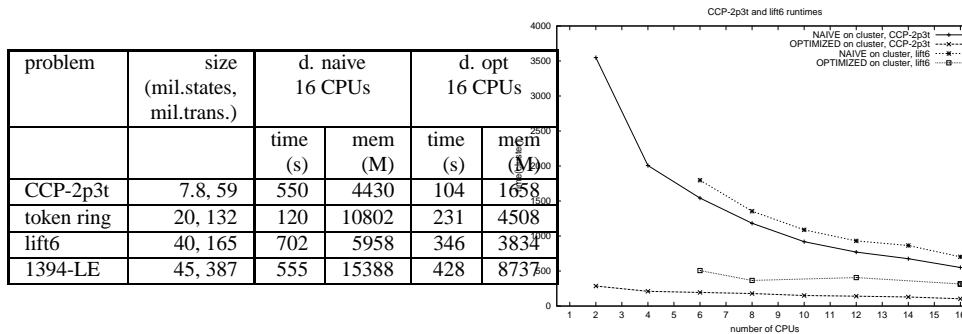 problem size d. naive d. opt
(mil.states, 16 CPUs 16 CPUs
mil.trans.)
time mem time mem
(s) (M) (s) (M)
CCP-2p3t 7.8, 59 550 4430 104 1658
token ring 20, 132 120 10802 231 4508
lift6 40, 165 702 5958 346 3834
1394-LE 45, 387 555 15388 428 8737
CCP-2p3t and lift6 runtimes
NAIVE on cluster, CCP-2p3t
OPTIMIZED on cluster, CCP-2p3t
NAIVE on cluster, lift6
OPTIMIZED on cluster, lift6
4000
3500
3000
2500
2000
1500
1000
500
0
1 2 3 4 5 6 7 8 9 10 11 12 13 14 15 16
number of CPUs